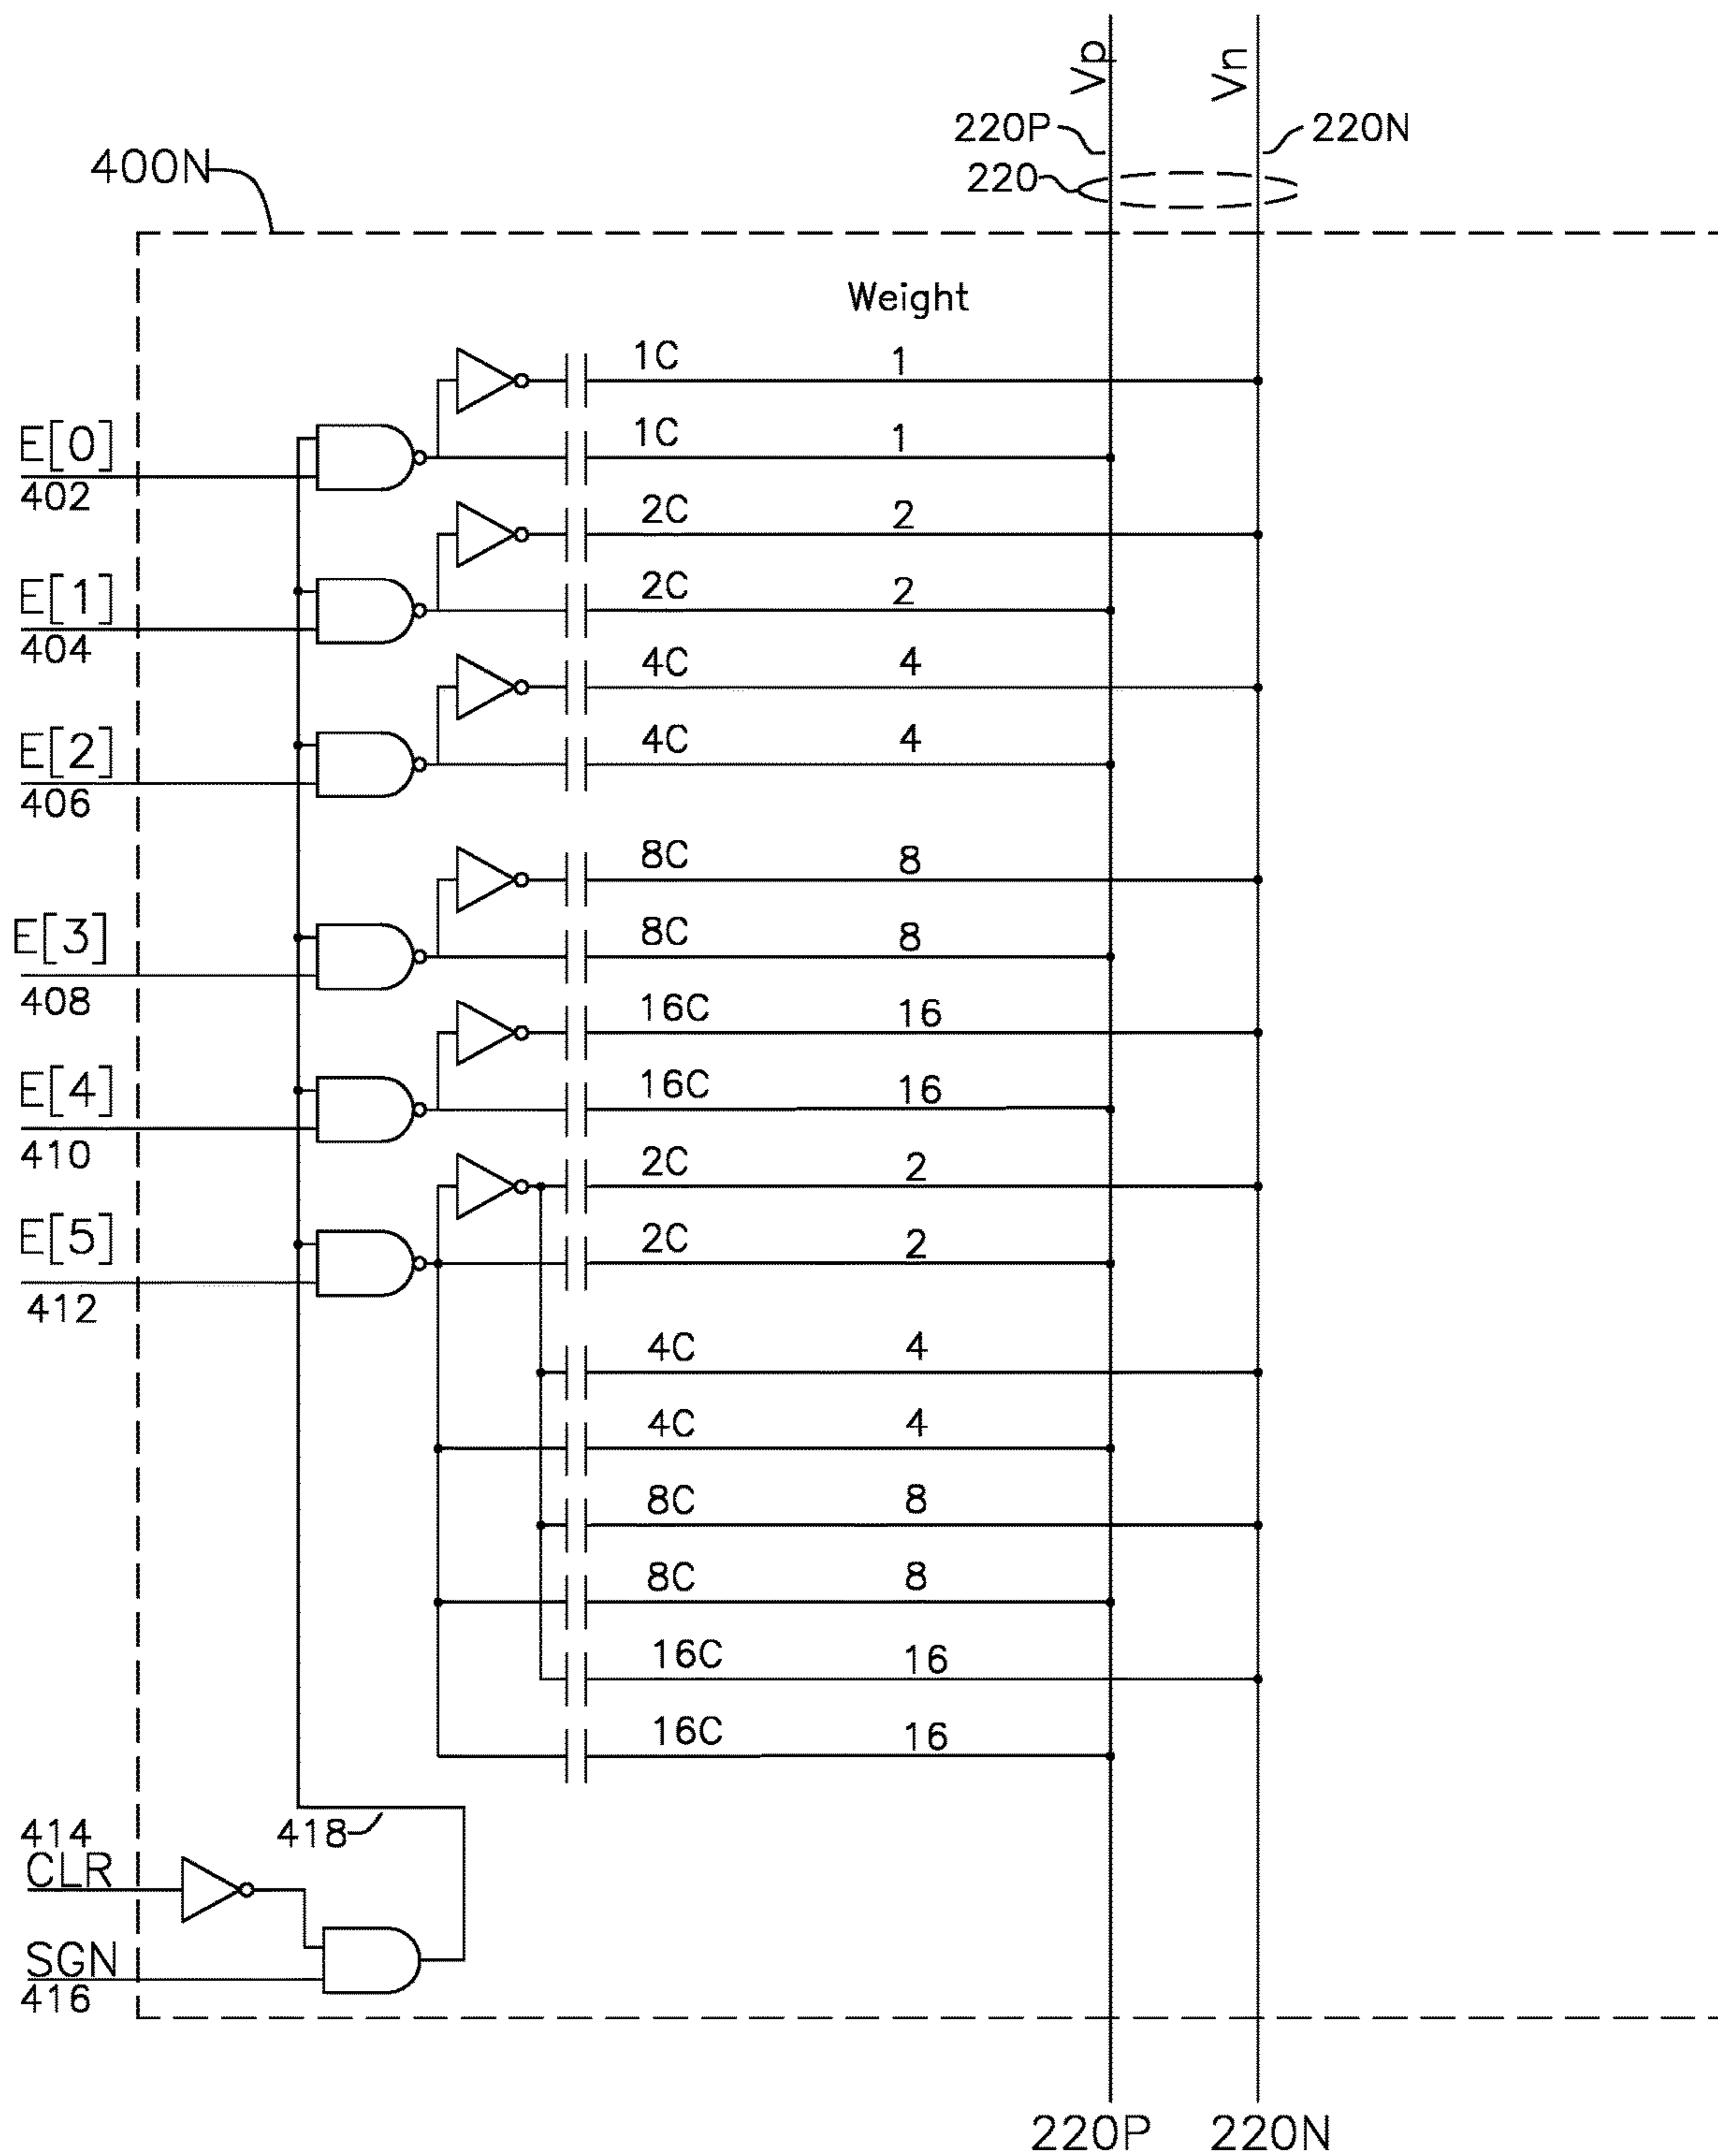 Vp
Vn
220P
220N
220
400N
Weight
1C 1
E[0]
1C 1
402
2C 2
E[1]
2C 2
404
4C 4
E[2]
4C 4
406
8C 8
E[3]
8C 8
408
16C 16
E[4]
16C 16
410
2C 2
E[5]
2C 2
412
4C 4
4C 4
8C 8
8C 8
16C 16
16C 16
414
418
CLR
SGN
416
220P 220N